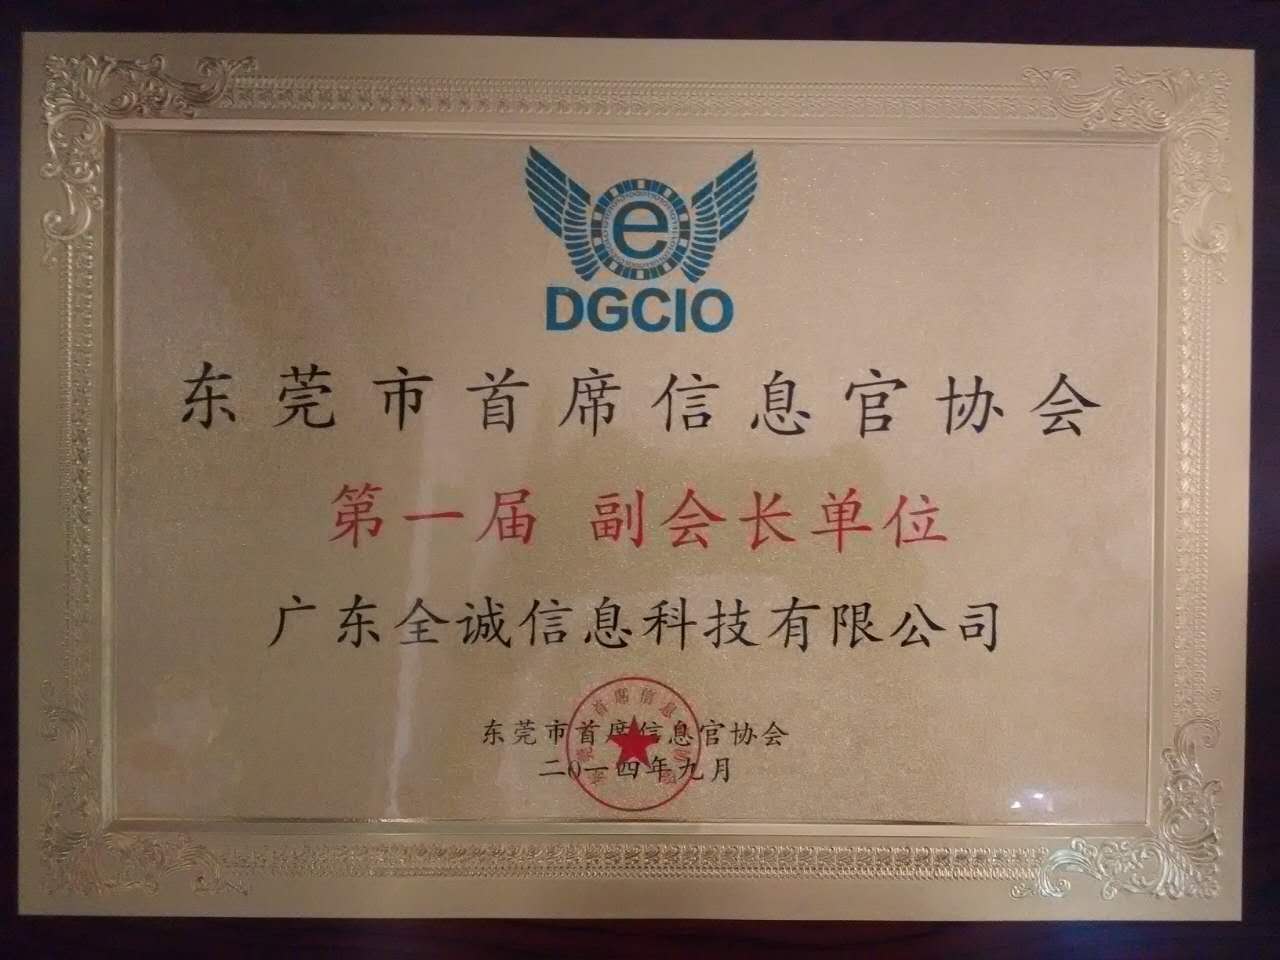 e
DGCIO
东莞市首席信息官协会
第一届 副会长单位
广东全诚信息科技有限公司
东莞市首席信息官协会
二〇一四年九月